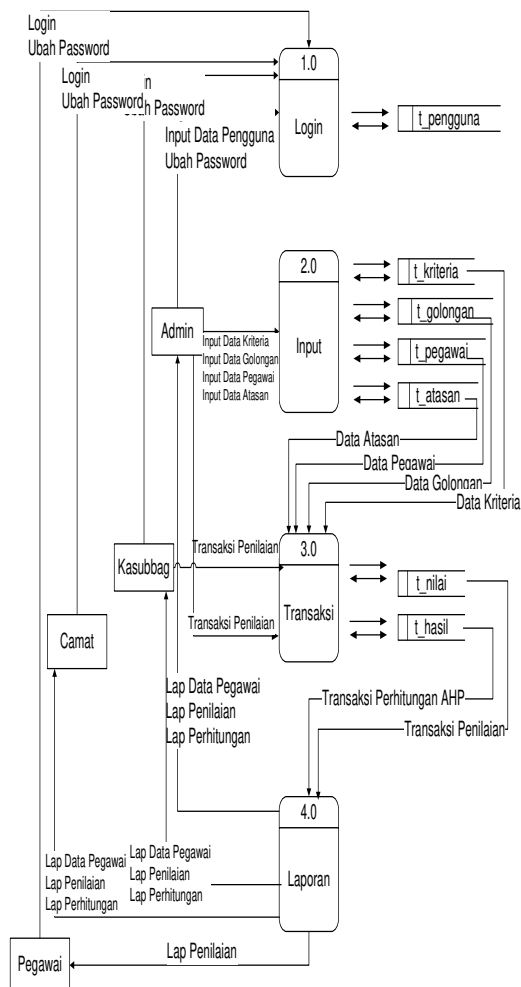 Login
Ubah Password
Login
Ubah Password
in
Ubah Password
Input Data Pengguna
Ubah Password
1.0
Login
t_pengguna
2.0
Input
t_kriteria
t_golongan
t_pegawai
t_atasan
Admin
Input Data Kriteria
Input Data Golongan
Input Data Pegawai
Input Data Atasan
Data Atasan
Data Pegawai
Data Golongan
Data Kriteria
Kasubbag
Transaksi Penilaian
3.0
Transaksi
t_nilai
t_hasil
Camat
Transaksi Penilaian
Lap Data Pegawai
Lap Penilaian
Lap Perhitungan
Transaksi Perhitungan AHP
Transaksi Penilaian
4.0
Laporan
Lap Data Pegawai
Lap Penilaian
Lap Perhitungan
Lap Data Pegawai
Lap Penilaian
Lap Perhitungan
Lap Penilaian
Pegawai